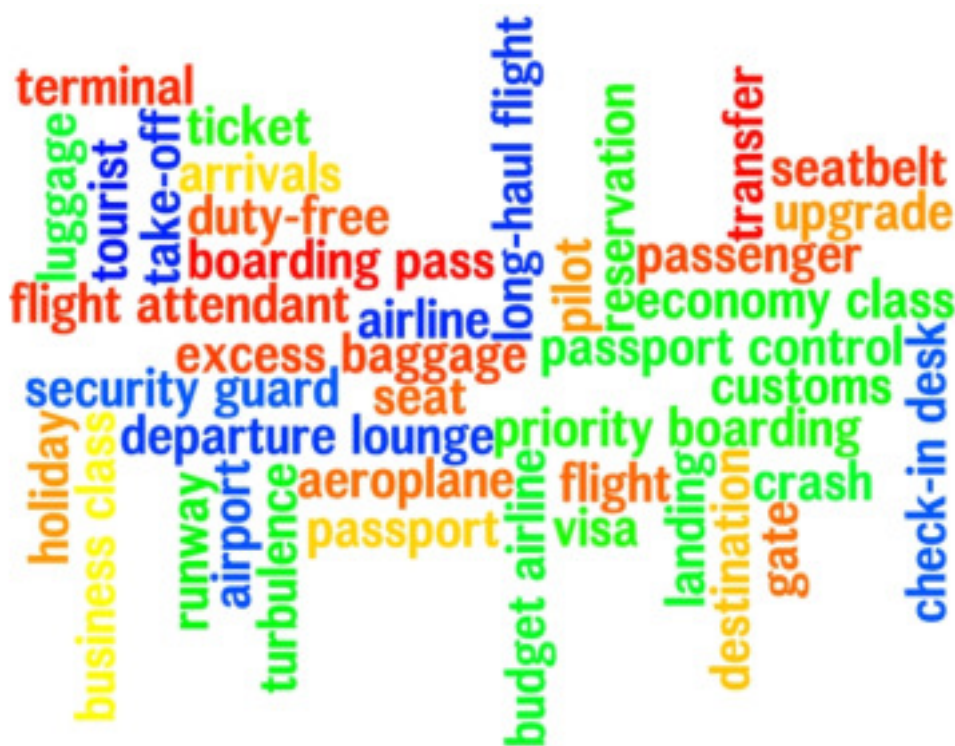 terminal
luggage
tourist
take-off
ticket
arrivals
duty-free
boarding pass
flight attendant
airline
long-haul flight
pilot
reservation
transfer
seatbelt
upgrade
passenger
economy class
excess baggage
passport control
security guard
seat
customs
check-in desk
holiday
business class
departure lounge
priority boarding
runway
airport
turbulence
aeroplane
passport
budget airline
flight
visa
landing
destination
crash
gate